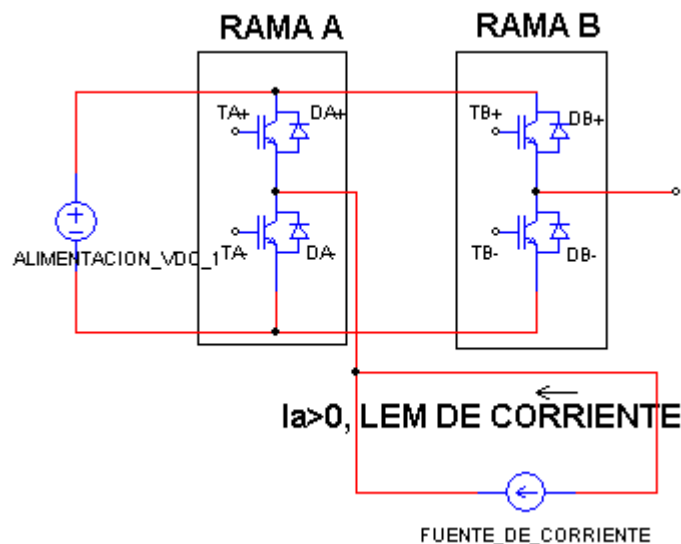 RAMA A
RAMA B
TA+
DA+
TB+
DB+
ALIMENTACION_VDC_1
TA-
DA-
TB-
DB-
Ia>0, LEM DE CORRIENTE
FUENTE_DE_CORRIENTE